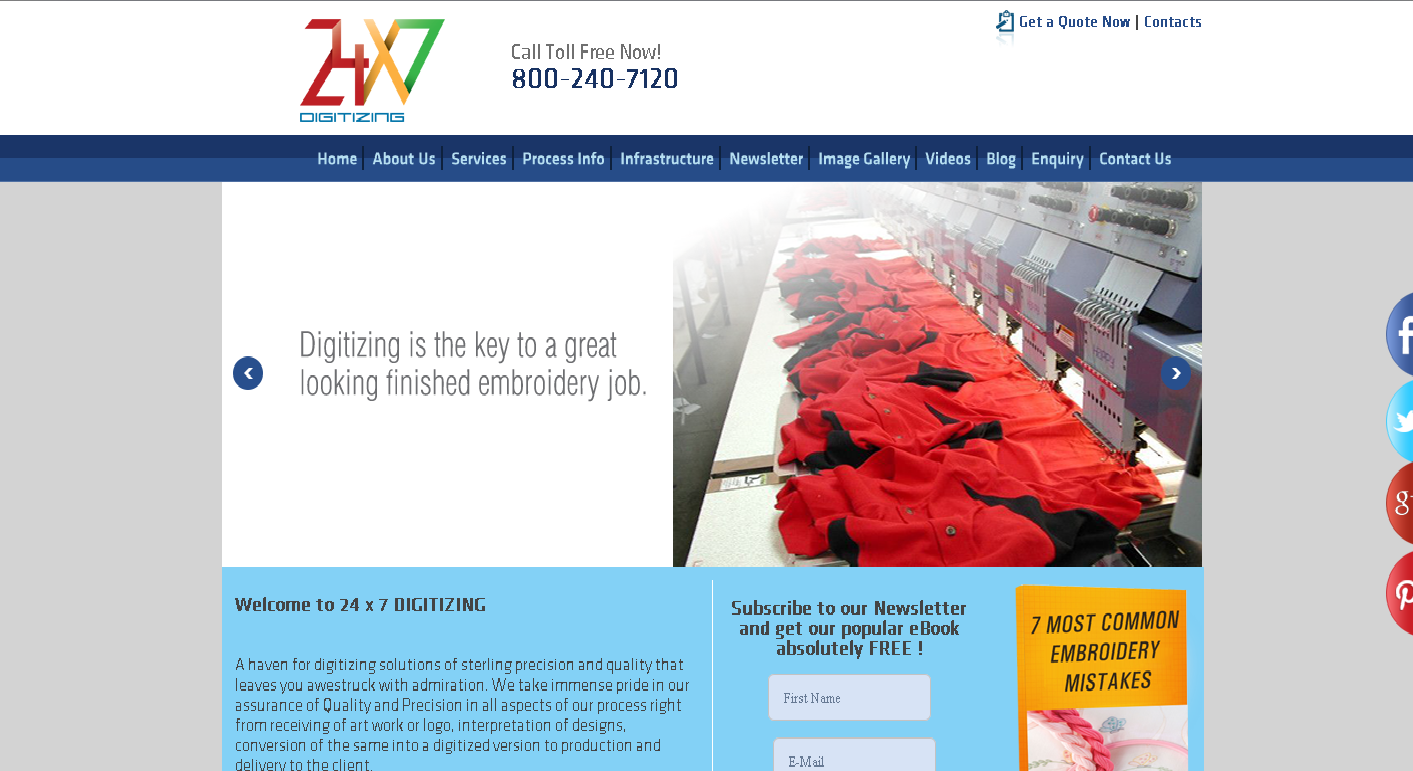 24X7
DIGITIZING
Call Toll Free Now!
800-240-7120
Get a Quote Now | Contacts
Home About Us Services Process Info Infrastructure Newsletter Image Gallery Videos Blog Enquiry Contact Us
Digitizing is the key to a great
looking finished embroidery job.
Welcome to 24 x 7 DIGITIZING
A haven for digitizing solutions of sterling precision and quality that
leaves you awestruck with admiration. We take immense pride in our
assurance of Quality and Precision in all aspects of our process right
from receiving of art work or logo, interpretation of designs,
conversion of the same into a digitized version to production and
delivery to the client.
Subscribe to our Newsletter
and get our popular eBook
absolutely FREE !
First Name
E-Mail
7 MOST COMMON
EMBROIDERY
MISTAKES